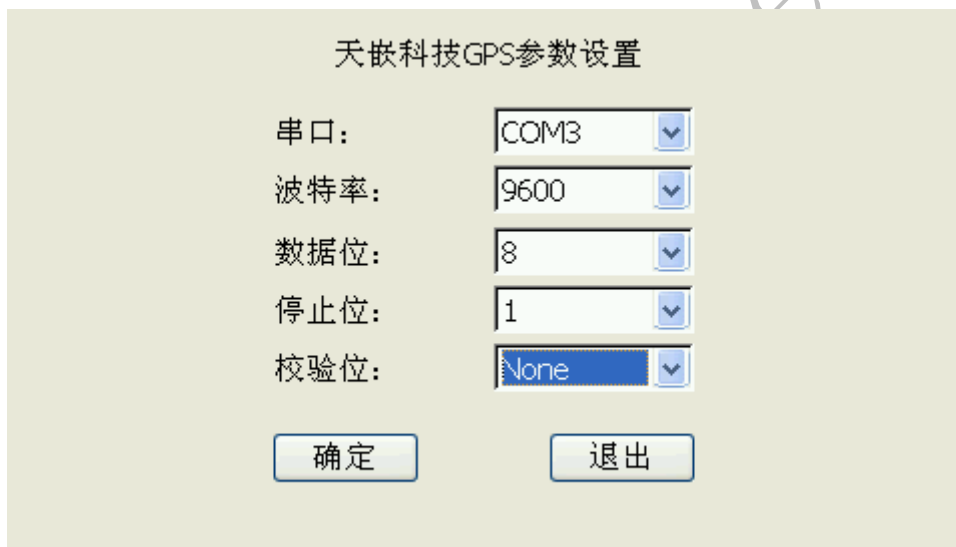 天嵌科技GPS参数设置
串口： COM3
波特率： 9600
数据位： 8
停止位： 1
校验位： None
确定 退出